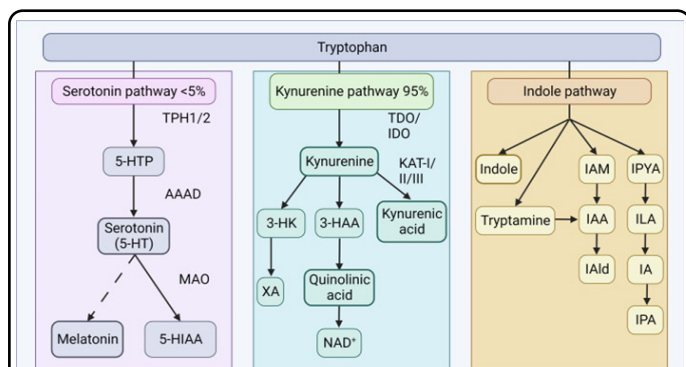 Tryptophan
Serotonin pathway <5%
TPH1/2
5-HTP
AAAD
Serotonin
(5-HT)
MAO
Melatonin
5-HIAA
Kynurenine pathway 95%
TDO/
IDO
Kynurenine
KAT-I/
II/III
3-HK
3-HAA
Kynurenic
acid
XA
Quinolinic
acid
NAD⁺
Indole pathway
Indole
IAM
IPYA
Tryptamine
IAA
ILA
IAld
IA
IPA